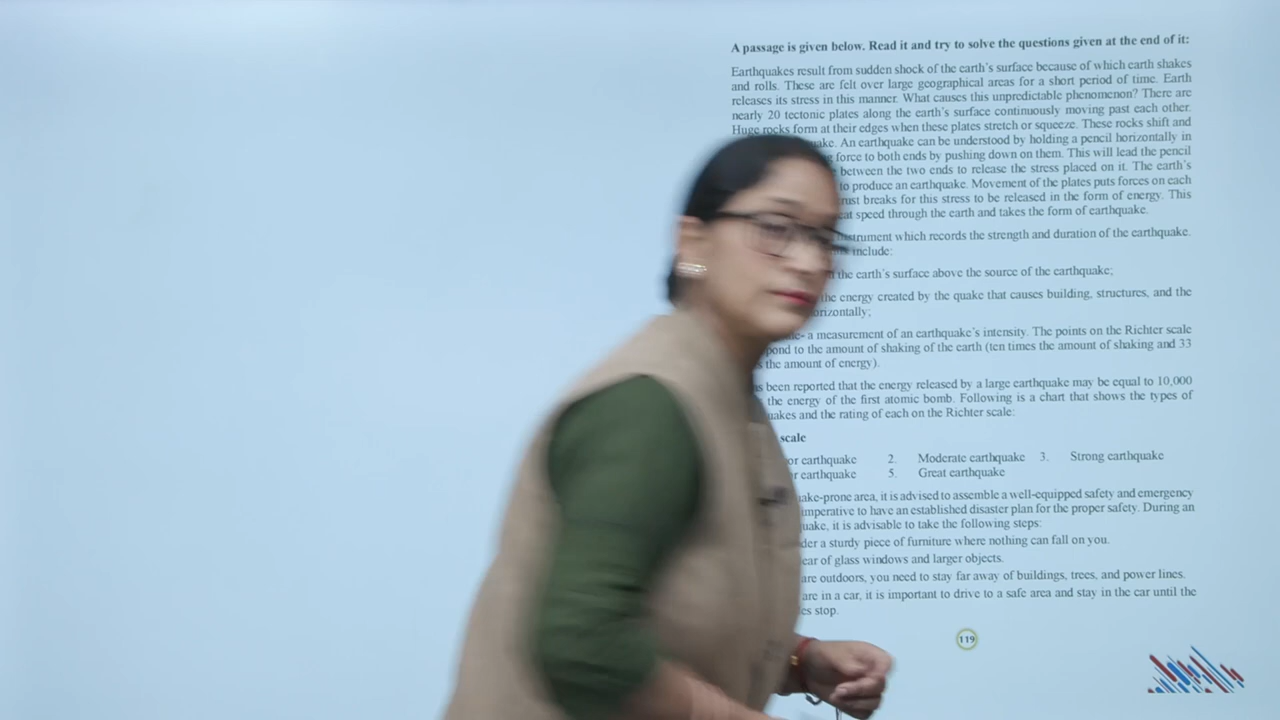 A passage is given below. Read it and try to solve the questions given at the end of it:
Earthquakes result from sudden shock of the earth's surface because of which earth shakes
and rolls. These are felt over large geographical areas for a short period of time. Earth
releases its stress in this manner. What causes this unpredictable phenomenon? There are
nearly 20 tectonic plates along the earth's surface continuously moving past each other.
Huge rocks form at their edges when these plates stretch or squeeze. These rocks shift and
An earthquake can be understood by holding a pencil horizontally in
force to both ends by pushing down on them. This will lead the pencil
between the two ends to release the stress placed on it. The earth's
to produce an earthquake. Movement of the plates puts forces on each
breaks for this stress to be released in the form of energy. This
speed through the earth and takes the form of earthquake.
which records the strength and duration of the earthquake.
include:
the earth's surface above the source of the earthquake;
the energy created by the quake that causes building, structures, and the
a measurement of an earthquake's intensity. The points on the Richter scale
to the amount of shaking of the earth (ten times the amount of shaking and 33
the amount of energy).
been reported that the energy released by a large earthquake may be equal to 10,000
the energy of the first atomic bomb. Following is a chart that shows the types of
and the rating of each on the Richter scale:
scale
earthquake 2. Moderate earthquake 3. Strong earthquake
earthquake 5. Great earthquake
area, it is advised to assemble a well-equipped safety and emergency
imperative to have an established disaster plan for the proper safety. During an
it is advisable to take the following steps:
a sturdy piece of furniture where nothing can fall on you.
of glass windows and larger objects.
are outdoors, you need to stay far away of buildings, trees, and power lines.
are in a car, it is important to drive to a safe area and stay in the car until the
stop.
119